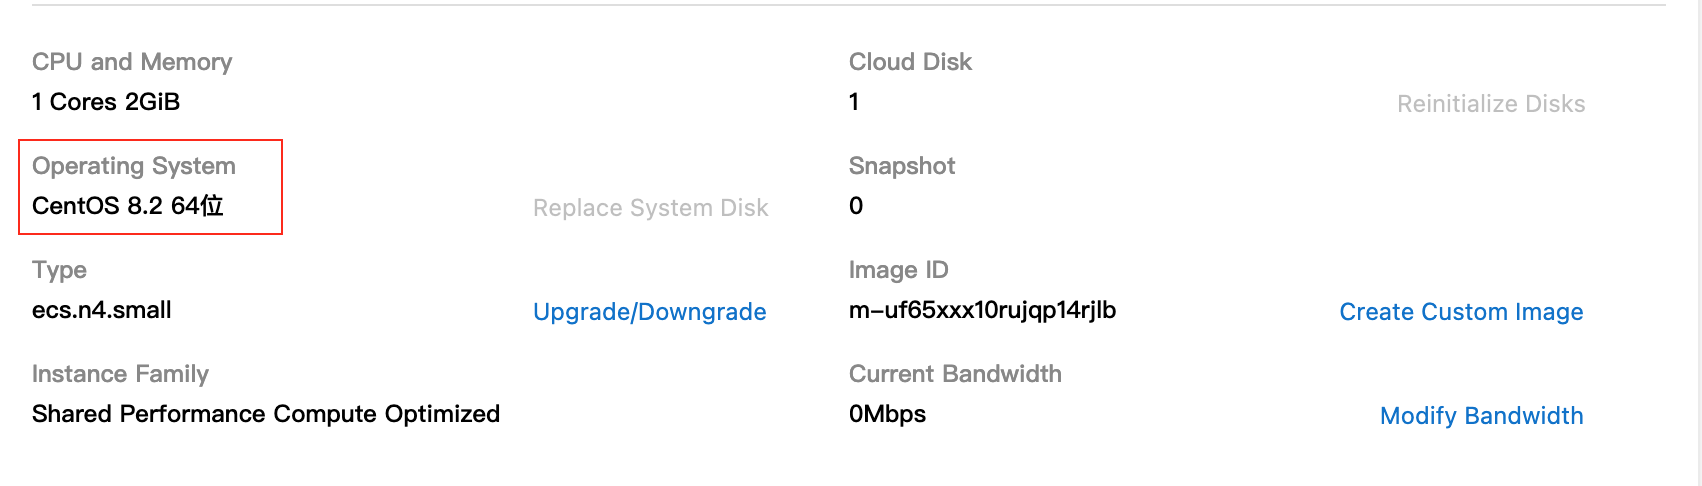 CPU and Memory
1 Cores 2GiB
Cloud Disk
1
Reinitialize Disks
Operating System
CentOS 8.2 64位
Replace System Disk
Snapshot
0
Type
ecs.n4.small
Upgrade/Downgrade
Image ID
m-uf65xxx10rujqp14rjlb
Create Custom Image
Instance Family
Shared Performance Compute Optimized
Current Bandwidth
0Mbps
Modify Bandwidth